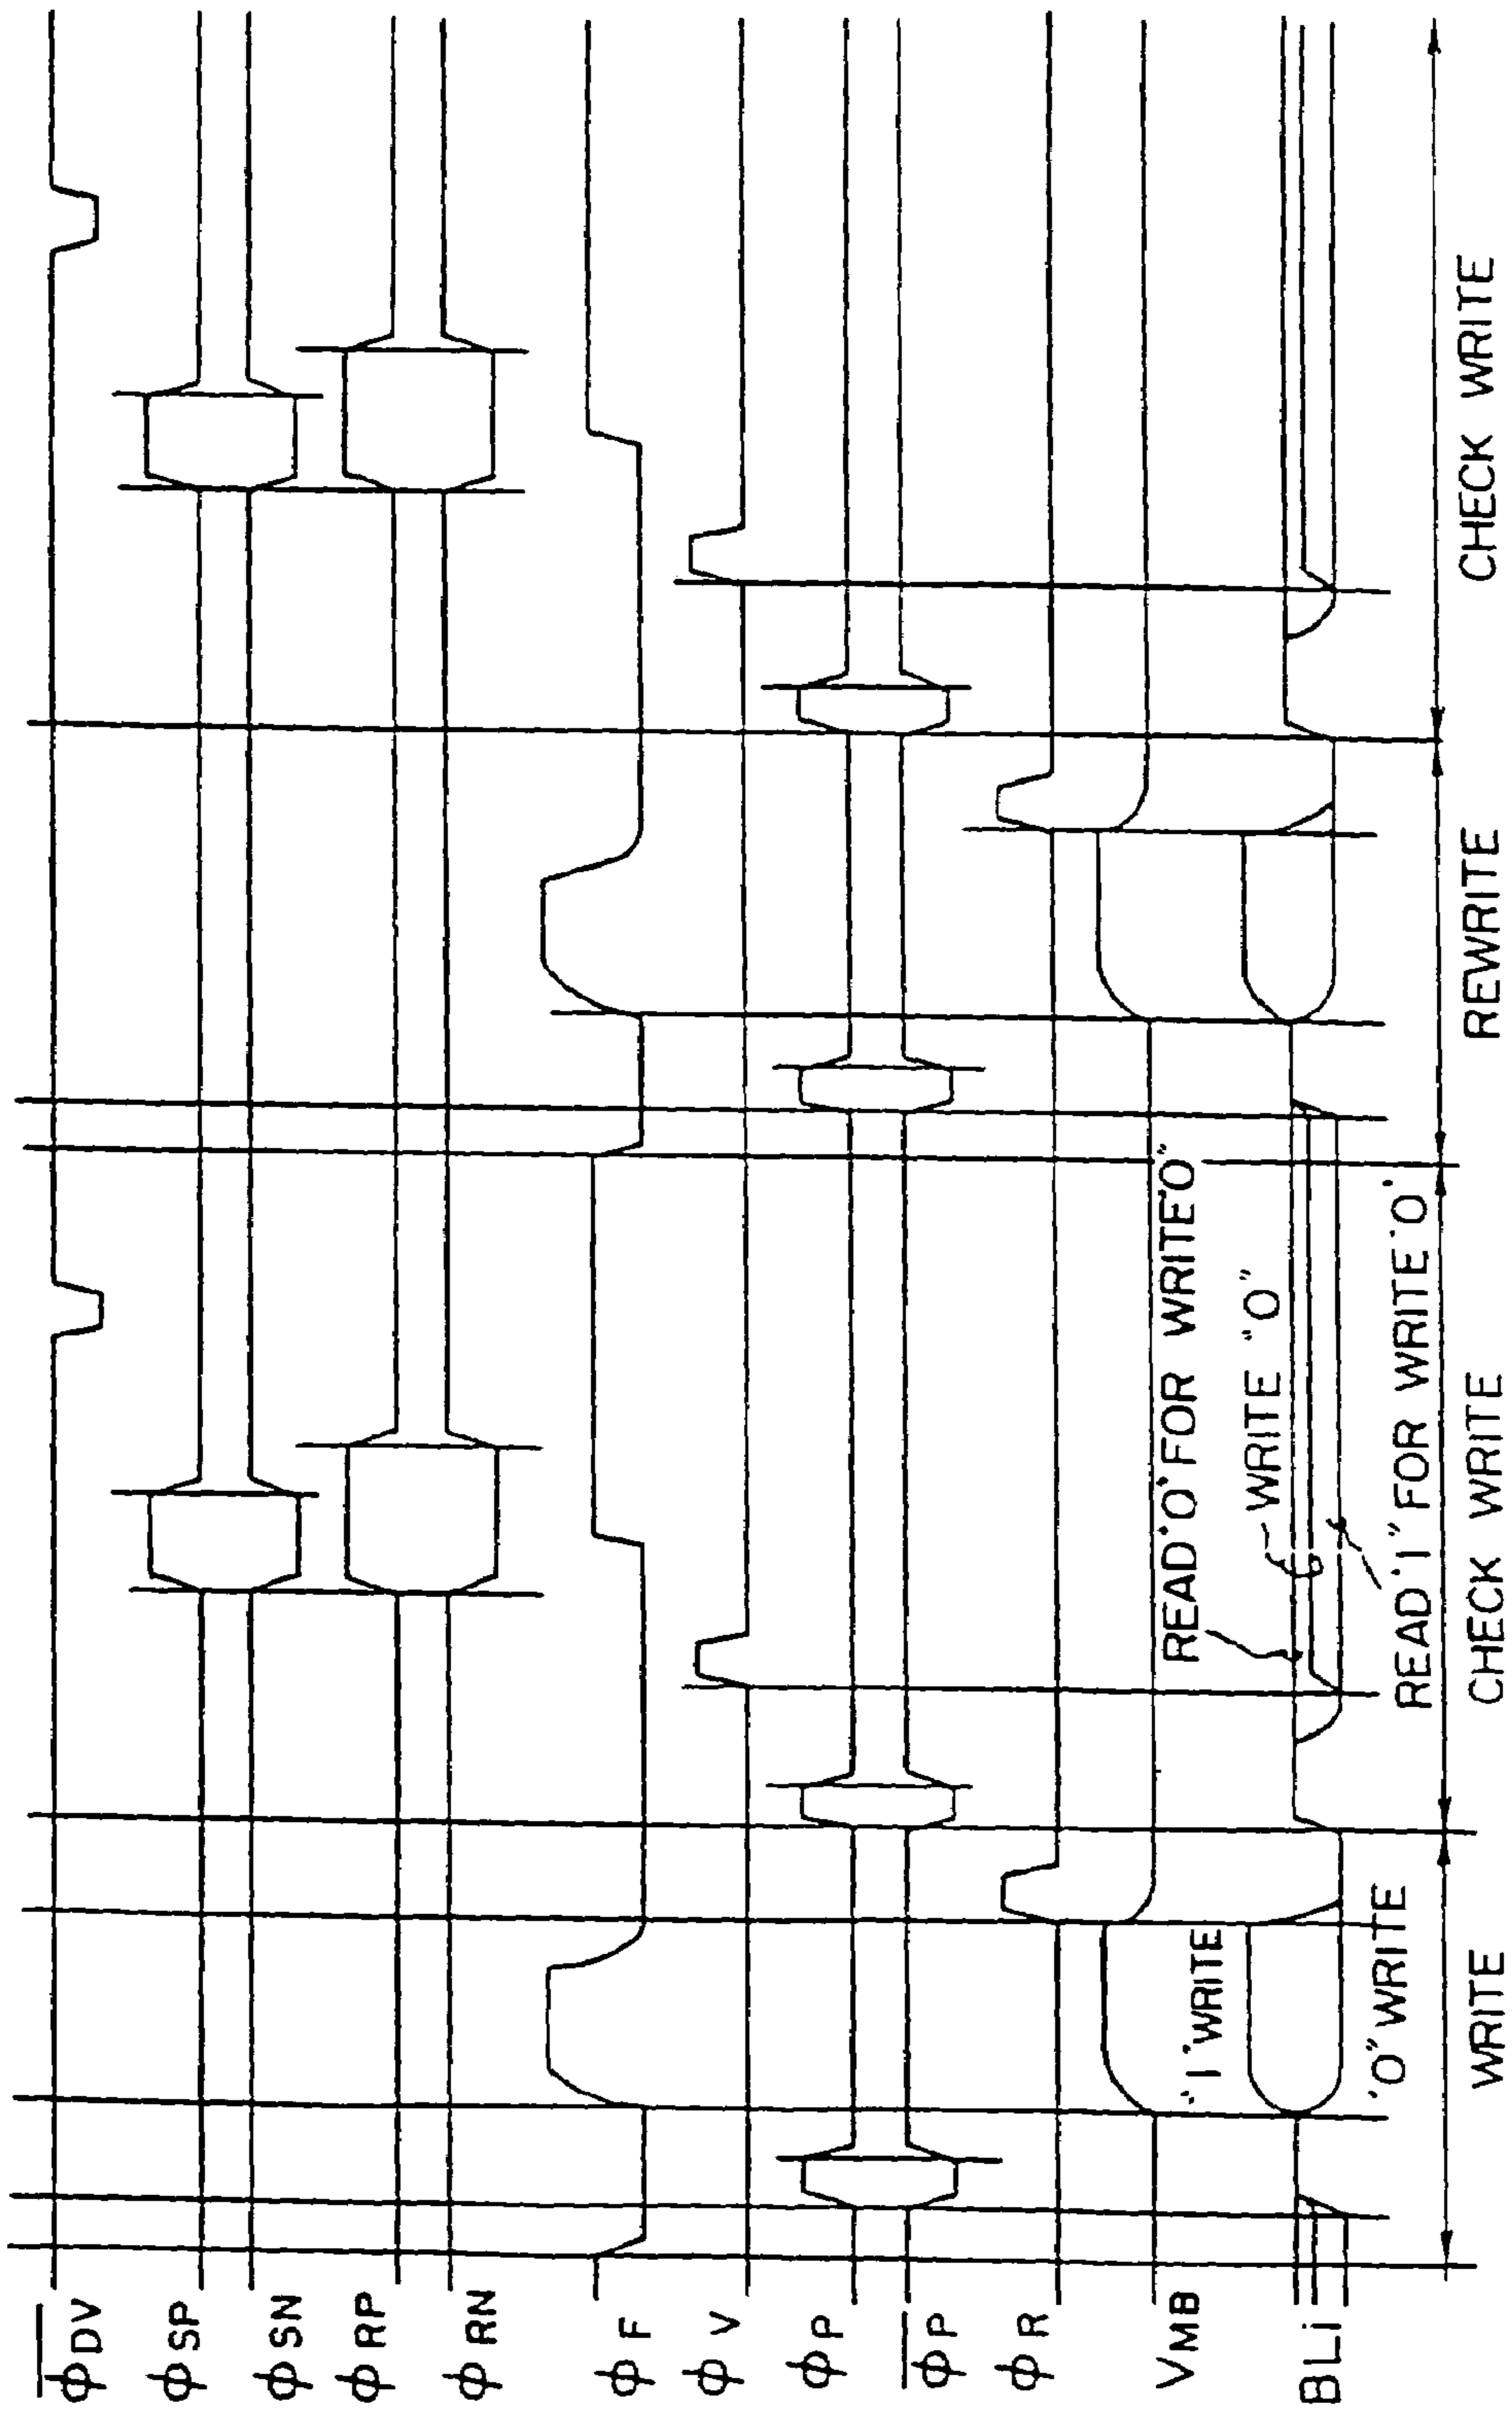 φDV
φSP
φSN
φRP
φRN
φF
φV
φP
φP
φR
VMB
BLi
"1" WRITE
"0" WRITE
READ "0" FOR WRITE "0"
WRITE "0"
READ "1" FOR WRITE "0"
WRITE
CHECK WRITE
REWRITE
CHECK WRITE